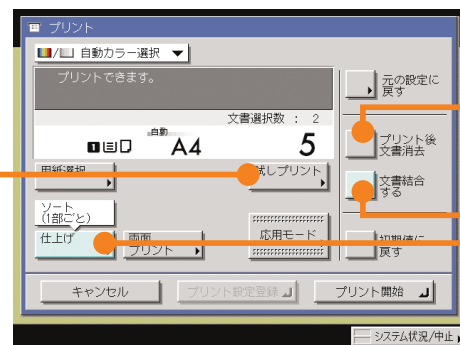 プリント
/ 自動カラー選択 ▼
プリントできます。
文書選択数 : 2
1 自動 A4 5
用紙選択
試しプリント
ソート
(1部ごと)
仕上げ
両面
プリント
応用モード
元の設定に
戻す
プリント後
文書消去
文書結合
する
初期値に
戻す
キャンセル
プリント設定登録
プリント開始
システム状況/中止